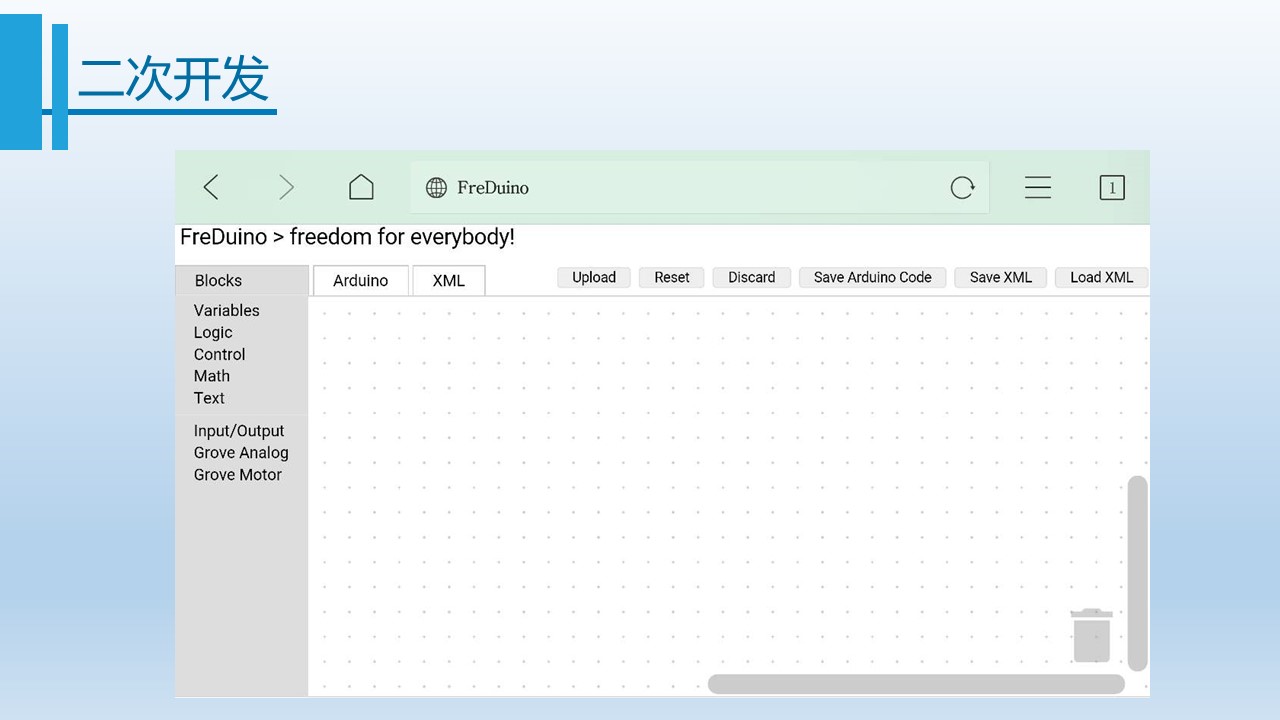 二次开发
FreDuino
1
FreDuino > freedom for everybody!
Blocks
Arduino
XML
Upload
Reset
Discard
Save Arduino Code
Save XML
Load XML
Variables
Logic
Control
Math
Text
Input/Output
Grove Analog
Grove Motor